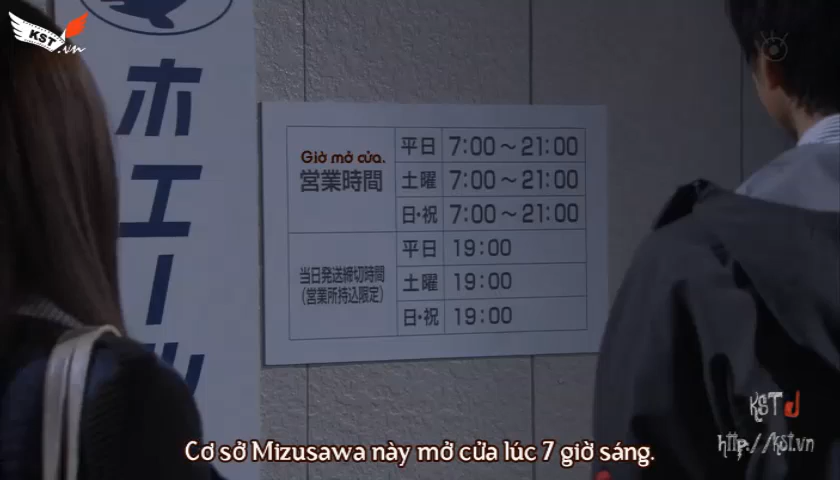 KST.vn
ホエール
Giờ mở cửa.
営業時間
平日 7:00～21:00
土曜 7:00～21:00
日・祝 7:00～21:00
当日発送締切時間
(営業所持込限定)
平日 19:00
土曜 19:00
日・祝 19:00
KST
http://kst.vn
Cơ sở Mizusawa này mở cửa lúc 7 giờ sáng.